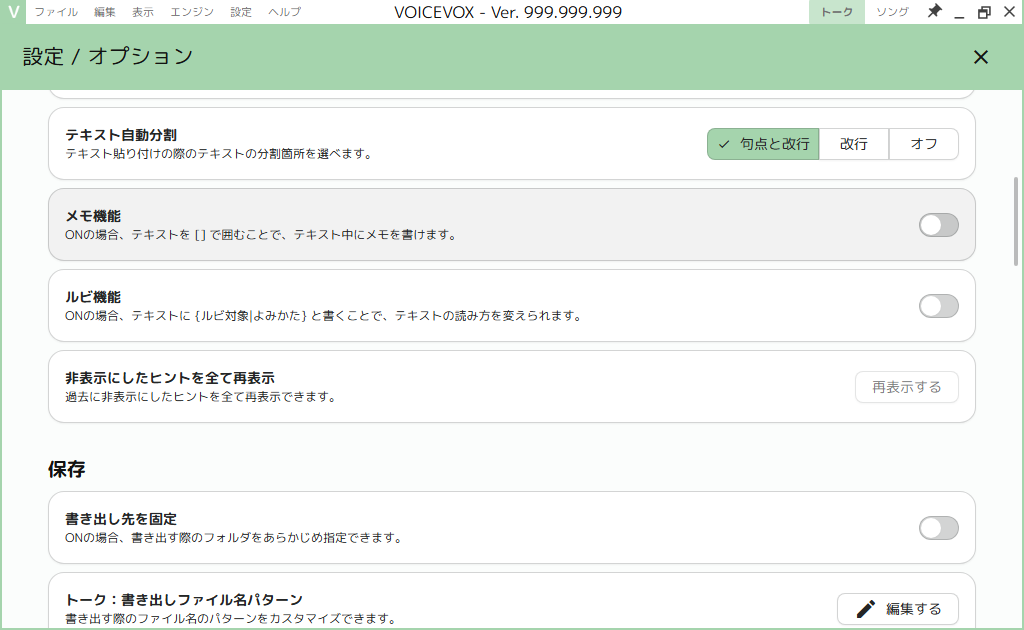 V ファイル 編集 表示 エンジン 設定 ヘルプ VOICEVOX - Ver. 999.999.999 トーク ソング
設定 / オプション
テキスト自動分割
テキスト貼り付けの際のテキストの分割箇所を選べます。
句点と改行 改行 オフ
メモ機能
ONの場合、テキストを [] で囲むことで、テキスト中にメモを書けます。
ルビ機能
ONの場合、テキストに {ルビ対象|よみかた} と書くことで、テキストの読み方を変えられます。
非表示にしたヒントを全て再表示
過去に非表示にしたヒントを全て再表示できます。
再表示する
保存
書き出し先を固定
ONの場合、書き出す際のフォルダをあらかじめ指定できます。
トーク：書き出しファイル名パターン
書き出す際のファイル名のパターンをカスタマイズできます。
編集する